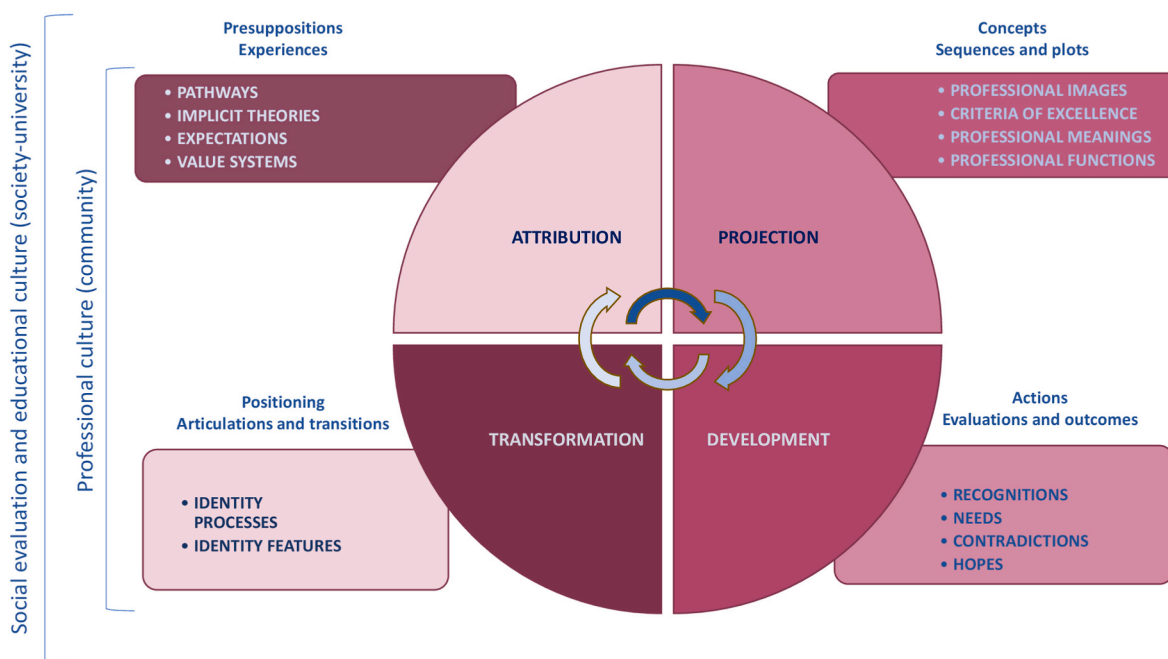 Social evaluation and educational culture (society-university)
Professional culture (community)
Presuppositions
Experiences
• PATHWAYS
• IMPLICIT THEORIES
• EXPECTATIONS
• VALUE SYSTEMS
Concepts
Sequences and plots
• PROFESSIONAL IMAGES
• CRITERIA OF EXCELLENCE
• PROFESSIONAL MEANINGS
• PROFESSIONAL FUNCTIONS
ATTRIBUTION
PROJECTION
Positioning
Articulations and transitions
• IDENTITY
PROCESSES
• IDENTITY FEATURES
TRANSFORMATION
DEVELOPMENT
Actions
Evaluations and outcomes
• RECOGNITIONS
• NEEDS
• CONTRADICTIONS
• HOPES